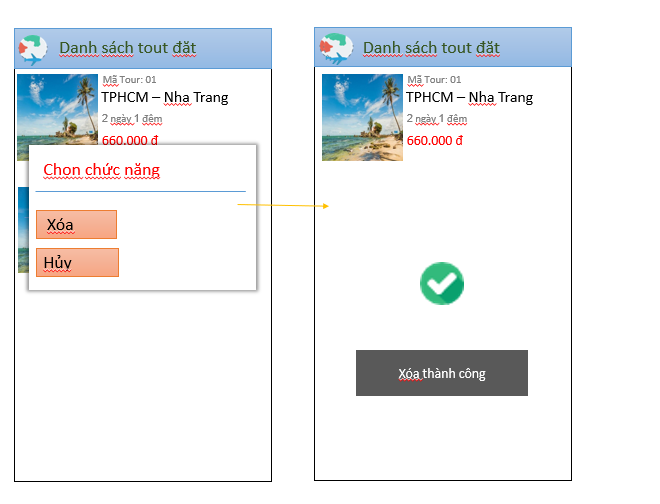 Danh sách tout đặt
Mã Tour: 01
TPHCM – Nha Trang
2 ngày 1 đêm
660.000 đ
Chọn chức năng
Xóa
Hủy
Danh sách tout đặt
Mã Tour: 01
TPHCM – Nha Trang
2 ngày 1 đêm
660.000 đ
Xóa thành công